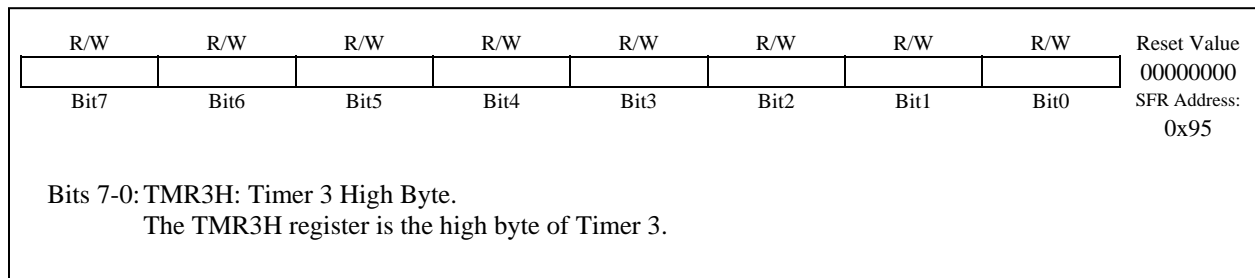 R/W R/W R/W R/W R/W R/W R/W R/W Reset Value
00000000
Bit7 Bit6 Bit5 Bit4 Bit3 Bit2 Bit1 Bit0 SFR Address:
0x95
Bits 7-0: TMR3H: Timer 3 High Byte.
The TMR3H register is the high byte of Timer 3.